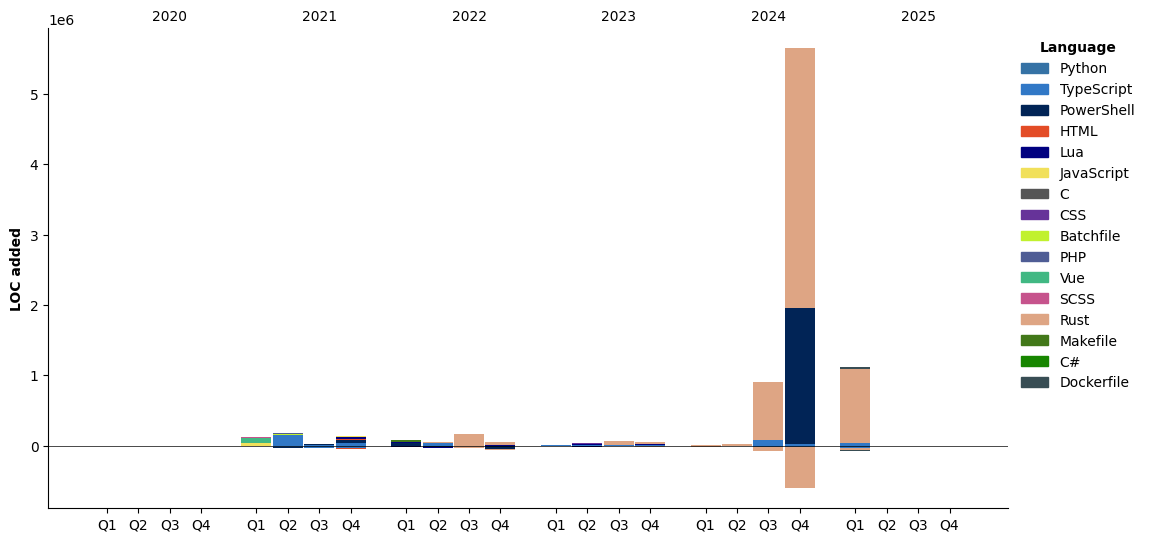 1e6
2020 2021 2022 2023 2024 2025
LOC added
5
4
3
2
1
0
Q1 Q2 Q3 Q4 Q1 Q2 Q3 Q4 Q1 Q2 Q3 Q4 Q1 Q2 Q3 Q4 Q1 Q2 Q3 Q4 Q1 Q2 Q3 Q4
Language
Python
TypeScript
PowerShell
HTML
Lua
JavaScript
C
CSS
Batchfile
PHP
Vue
SCSS
Rust
Makefile
C#
Dockerfile